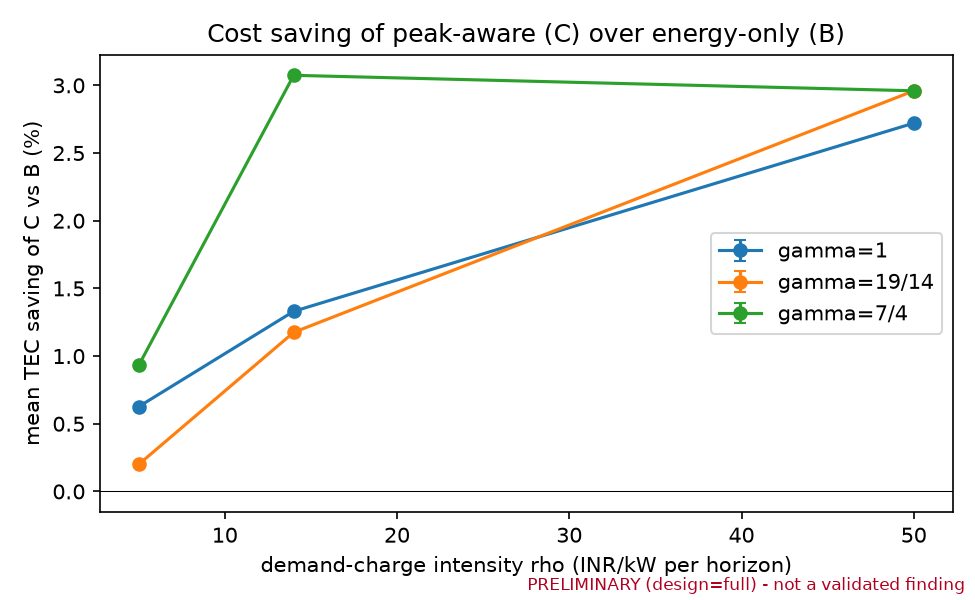 Cost saving of peak-aware (C) over energy-only (B)
mean TEC saving of C vs B (%)
3.0
2.5
2.0
1.5
1.0
0.5
0.0
gamma=1
gamma=19/14
gamma=7/4
10 20 30 40 50
demand-charge intensity rho (INR/kW per horizon)
PRELIMINARY (design=full) - not a validated finding